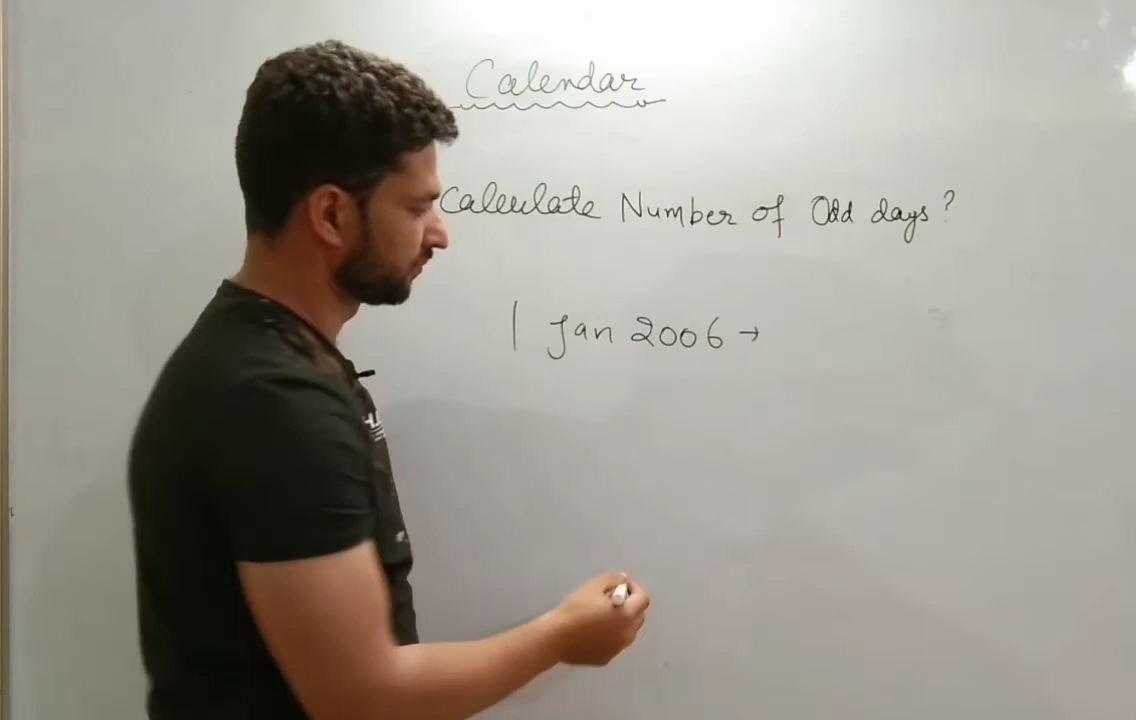 Calendar
Calculate Number of Odd days ?
1 Jan 2006 →